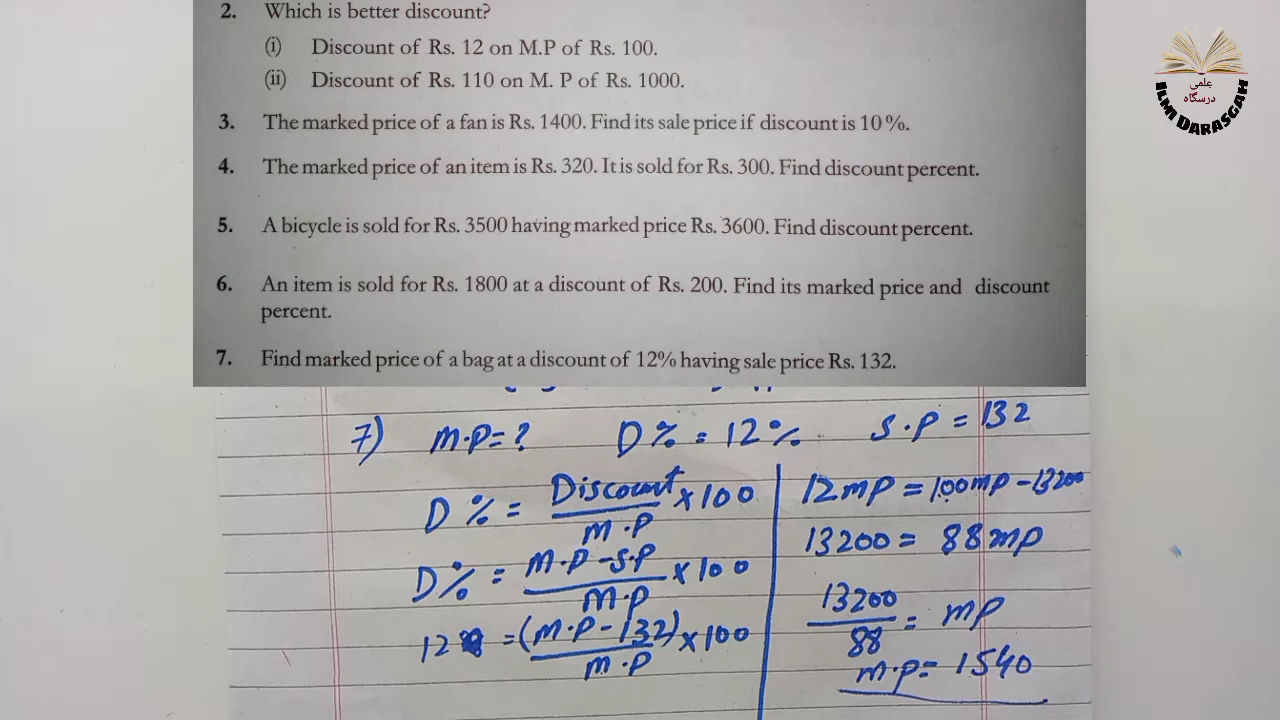 2. Which is better discount?
(i) Discount of Rs. 12 on M.P of Rs. 100.
(ii) Discount of Rs. 110 on M. P of Rs. 1000.
3. The marked price of a fan is Rs. 1400. Find its sale price if discount is 10%.
4. The marked price of an item is Rs. 320. It is sold for Rs. 300. Find discount percent.
5. A bicycle is sold for Rs. 3500 having marked price Rs. 3600. Find discount percent.
6. An item is sold for Rs. 1800 at a discount of Rs. 200. Find its marked price and discount
percent.
7. Find marked price of a bag at a discount of 12% having sale price Rs. 132.
علمی
درسگاه
ILM DARASGAH
7) M.P=? D% = 12% S.P = 132
D% = Discount/M.P x100
D% = M.P-S.P/M.P x100
12 =(M.P-132)/M.P x100
12MP = 100MP-13200
13200 = 88MP
13200/88 = MP
M.P= 1540